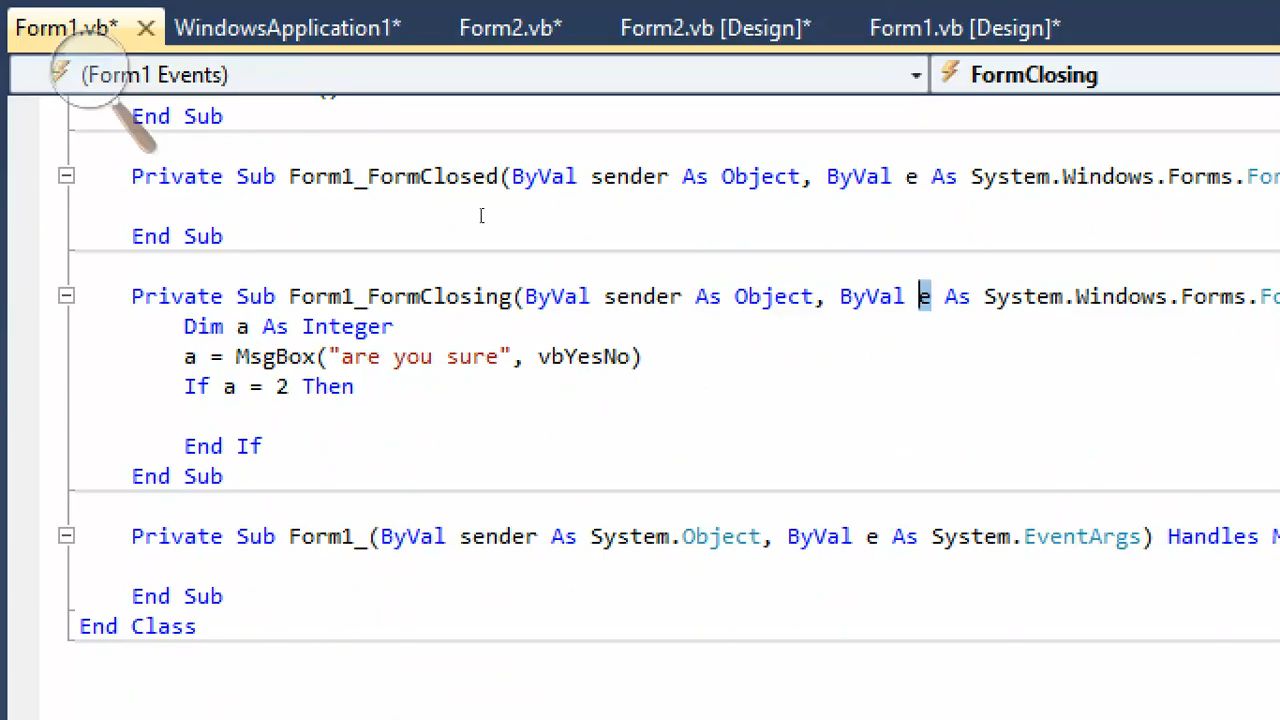 Form1.vb* WindowsApplication1* Form2.vb* Form2.vb [Design]* Form1.vb [Design]*
(Form1 Events) FormClosing
End Sub
Private Sub Form1_FormClosed(ByVal sender As Object, ByVal e As System.Windows.Forms.For
End Sub
Private Sub Form1_FormClosing(ByVal sender As Object, ByVal e As System.Windows.Forms.Fo
Dim a As Integer
a = MsgBox("are you sure", vbYesNo)
If a = 2 Then
End If
End Sub
Private Sub Form1_(ByVal sender As System.Object, ByVal e As System.EventArgs) Handles M
End Sub
End Class